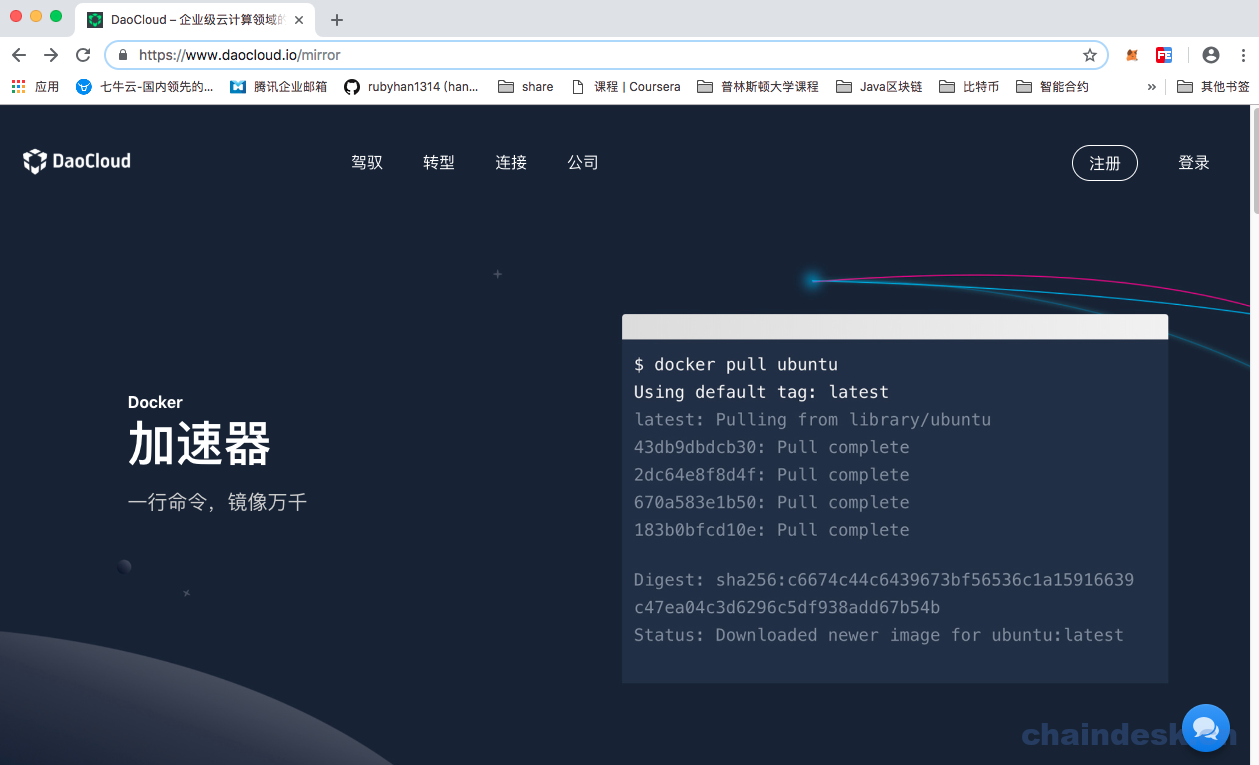 DaoCloud – 企业级云计算领域
https://www.daocloud.io/mirror
应用 七牛云-国内领先的... 腾讯企业邮箱 rubyhan1314 (han... share 课程 | Coursera 普林斯顿大学课程 Java区块链 比特币 智能合约 » 其他书签
DaoCloud 驾驭 转型 连接 公司 注册 登录
Docker
加速器
一行命令，镜像万千
$ docker pull ubuntu
Using default tag: latest
latest: Pulling from library/ubuntu
43db9dbdcb30: Pull complete
2dc64e8f8d4f: Pull complete
670a583e1b50: Pull complete
183b0bfcd10e: Pull complete
Digest: sha256:c6674c44c6439673bf56536c1a15916639
c47ea04c3d6296c5df938add67b54b
Status: Downloaded newer image for ubuntu:latest
chaindesk